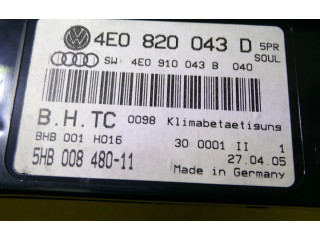 4E0 820 043 D 5PR
SOUL
SW: 4E0 910 043 B 040
B.H.TC 0098 Klimabetaetigung
BHB 001 H016 30 0001 II 1
5HB 008 480-11 27.04.05
Made in Germany